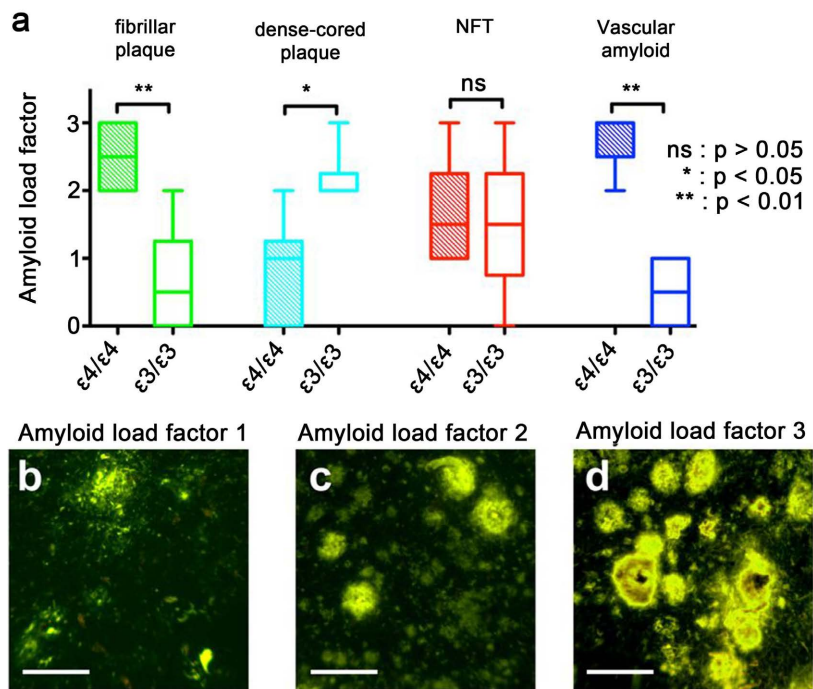 a
fibrillar
plaque
dense-cored
plaque
NFT
Vascular
amyloid
Amyloid load factor
3
2
1
0
**
*
ns
**
ns : p > 0.05
* : p < 0.05
** : p < 0.01
ε4/ε4
ε3/ε3
ε4/ε4
ε3/ε3
ε4/ε4
ε3/ε3
ε4/ε4
ε3/ε3
Amyloid load factor 1
Amyloid load factor 2
Amyloid load factor 3
b
c
d